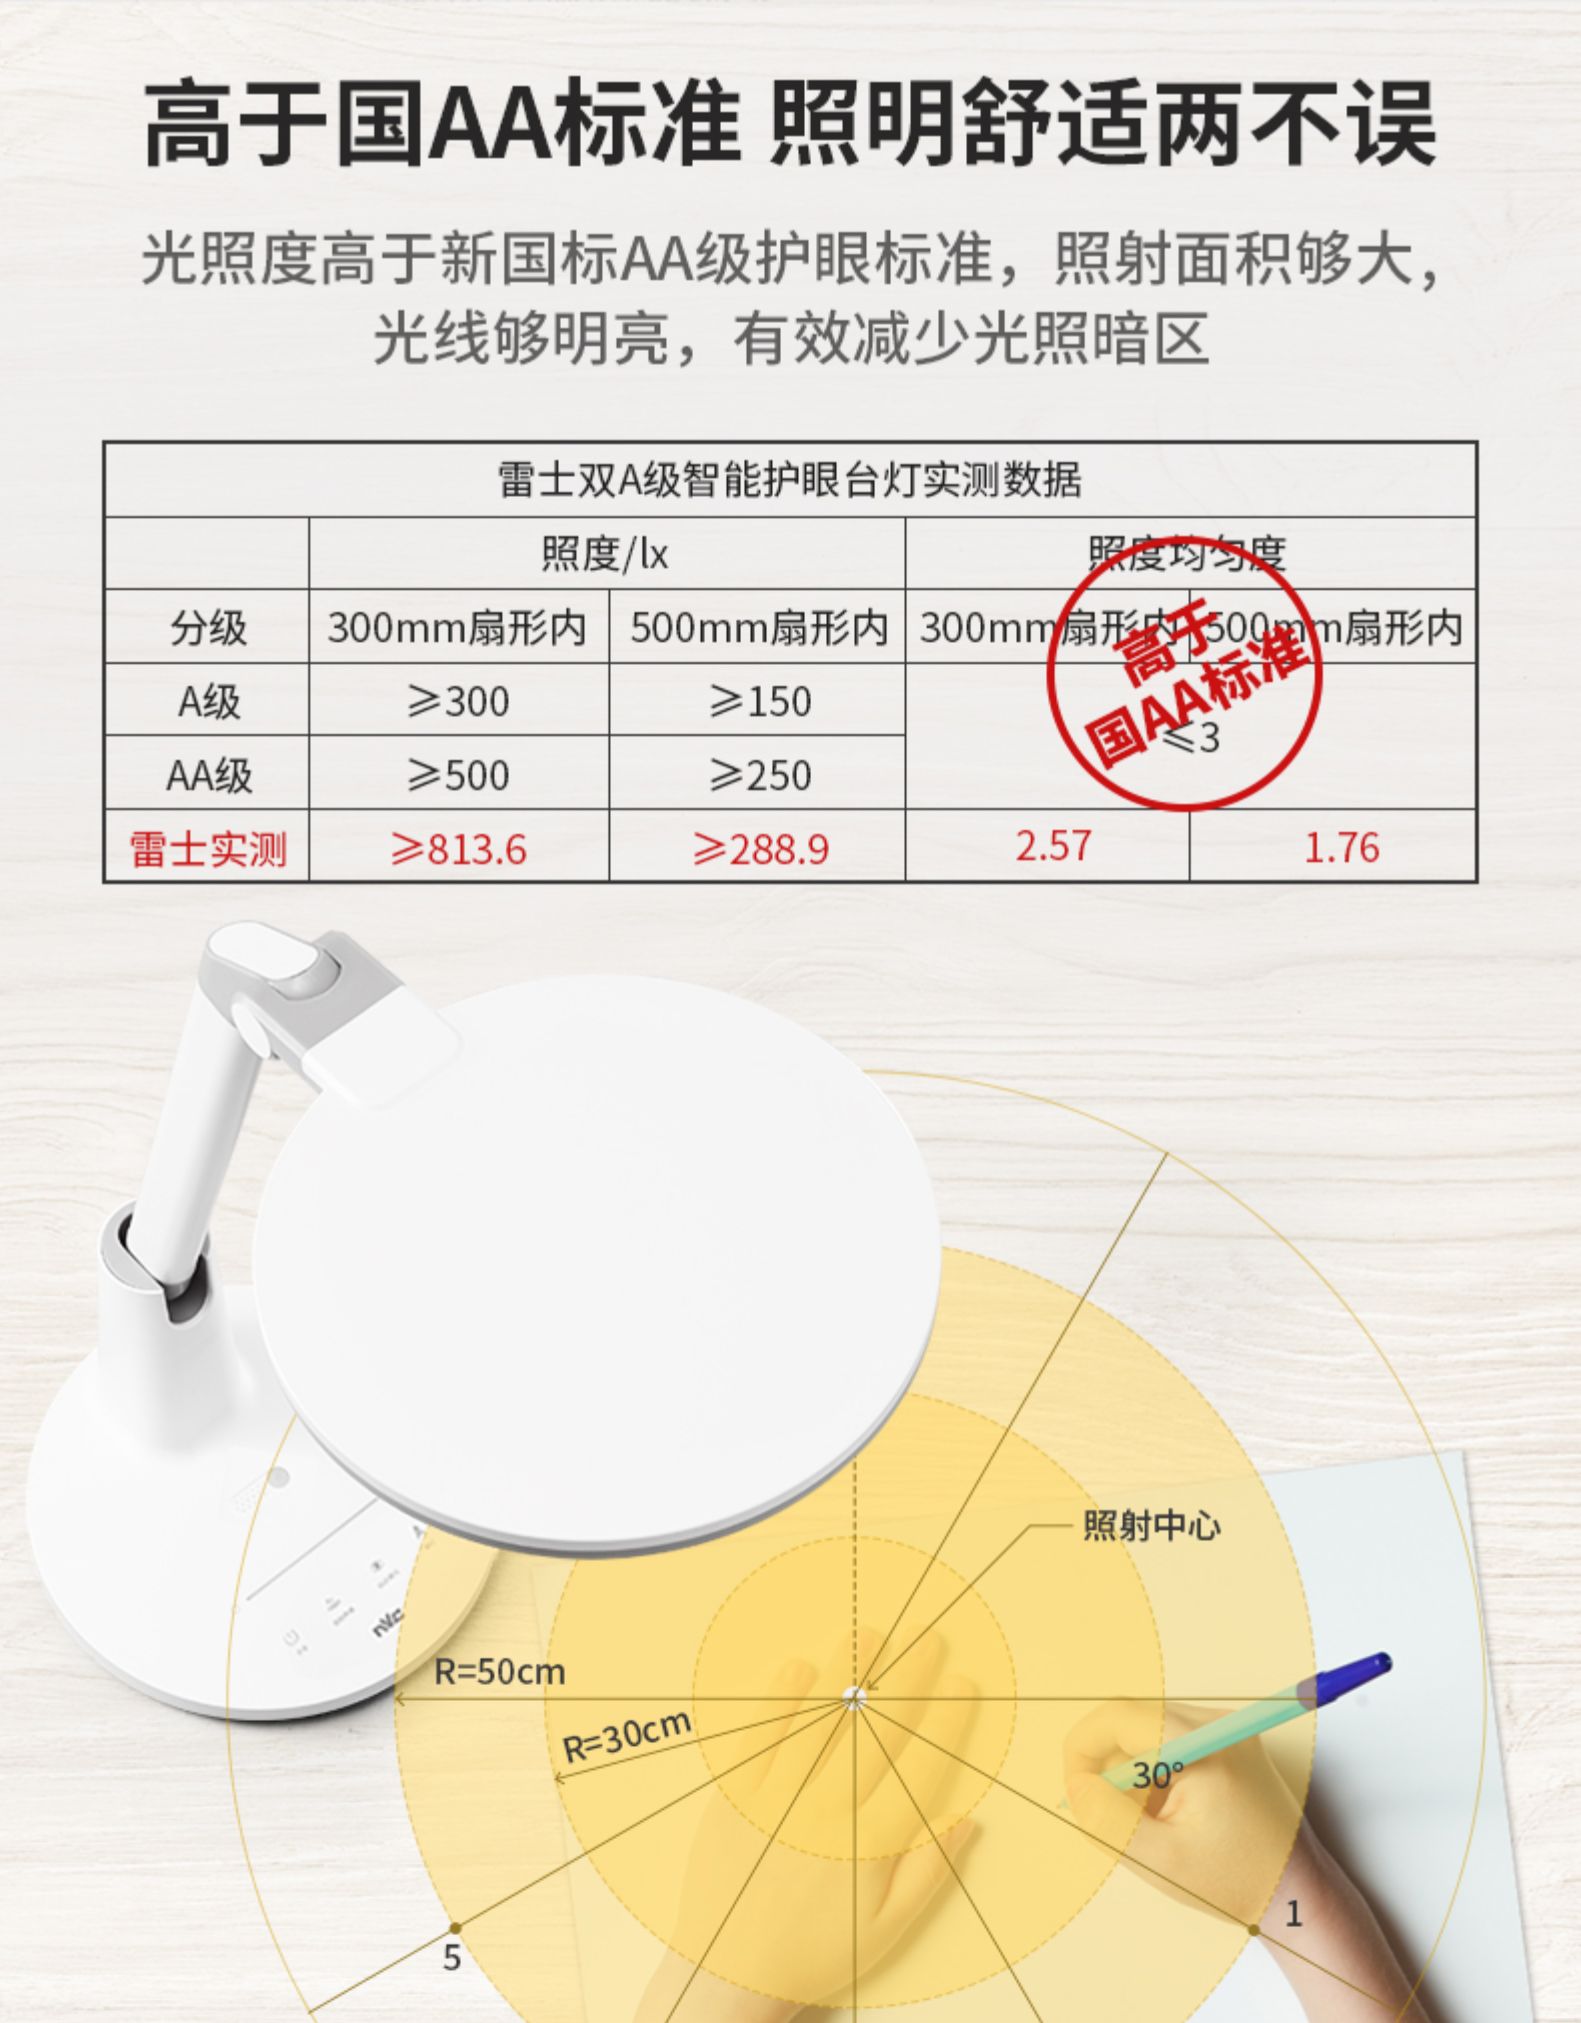 高于国AA标准 照明舒适两不误
光照度高于新国标AA级护眼标准，照射面积够大，
光线够明亮，有效减少光照暗区
雷士双A级智能护眼台灯实测数据
照度/lx 照度均匀度
分级 300mm扇形内 500mm扇形内 300mm扇形内 500mm扇形内
A级 ≥300 ≥150
≤3
AA级 ≥500 ≥250
雷士实测 ≥813.6 ≥288.9 2.57 1.76
高于
国AA标准
照射中心
nvc
R=50cm
R=30cm
30°
1
5